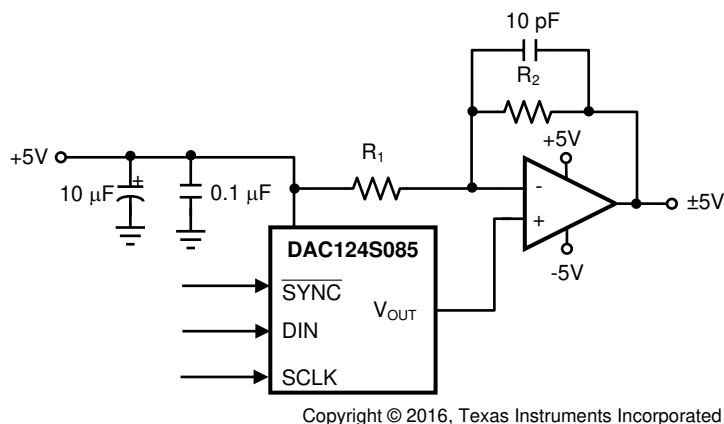 10 pF
R2
+5V
R1
+5V
10 μF
+
0.1 μF
-
+
±5V
-5V
DAC124S085
SYNC
VOUT
DIN
SCLK
Copyright © 2016, Texas Instruments Incorporated